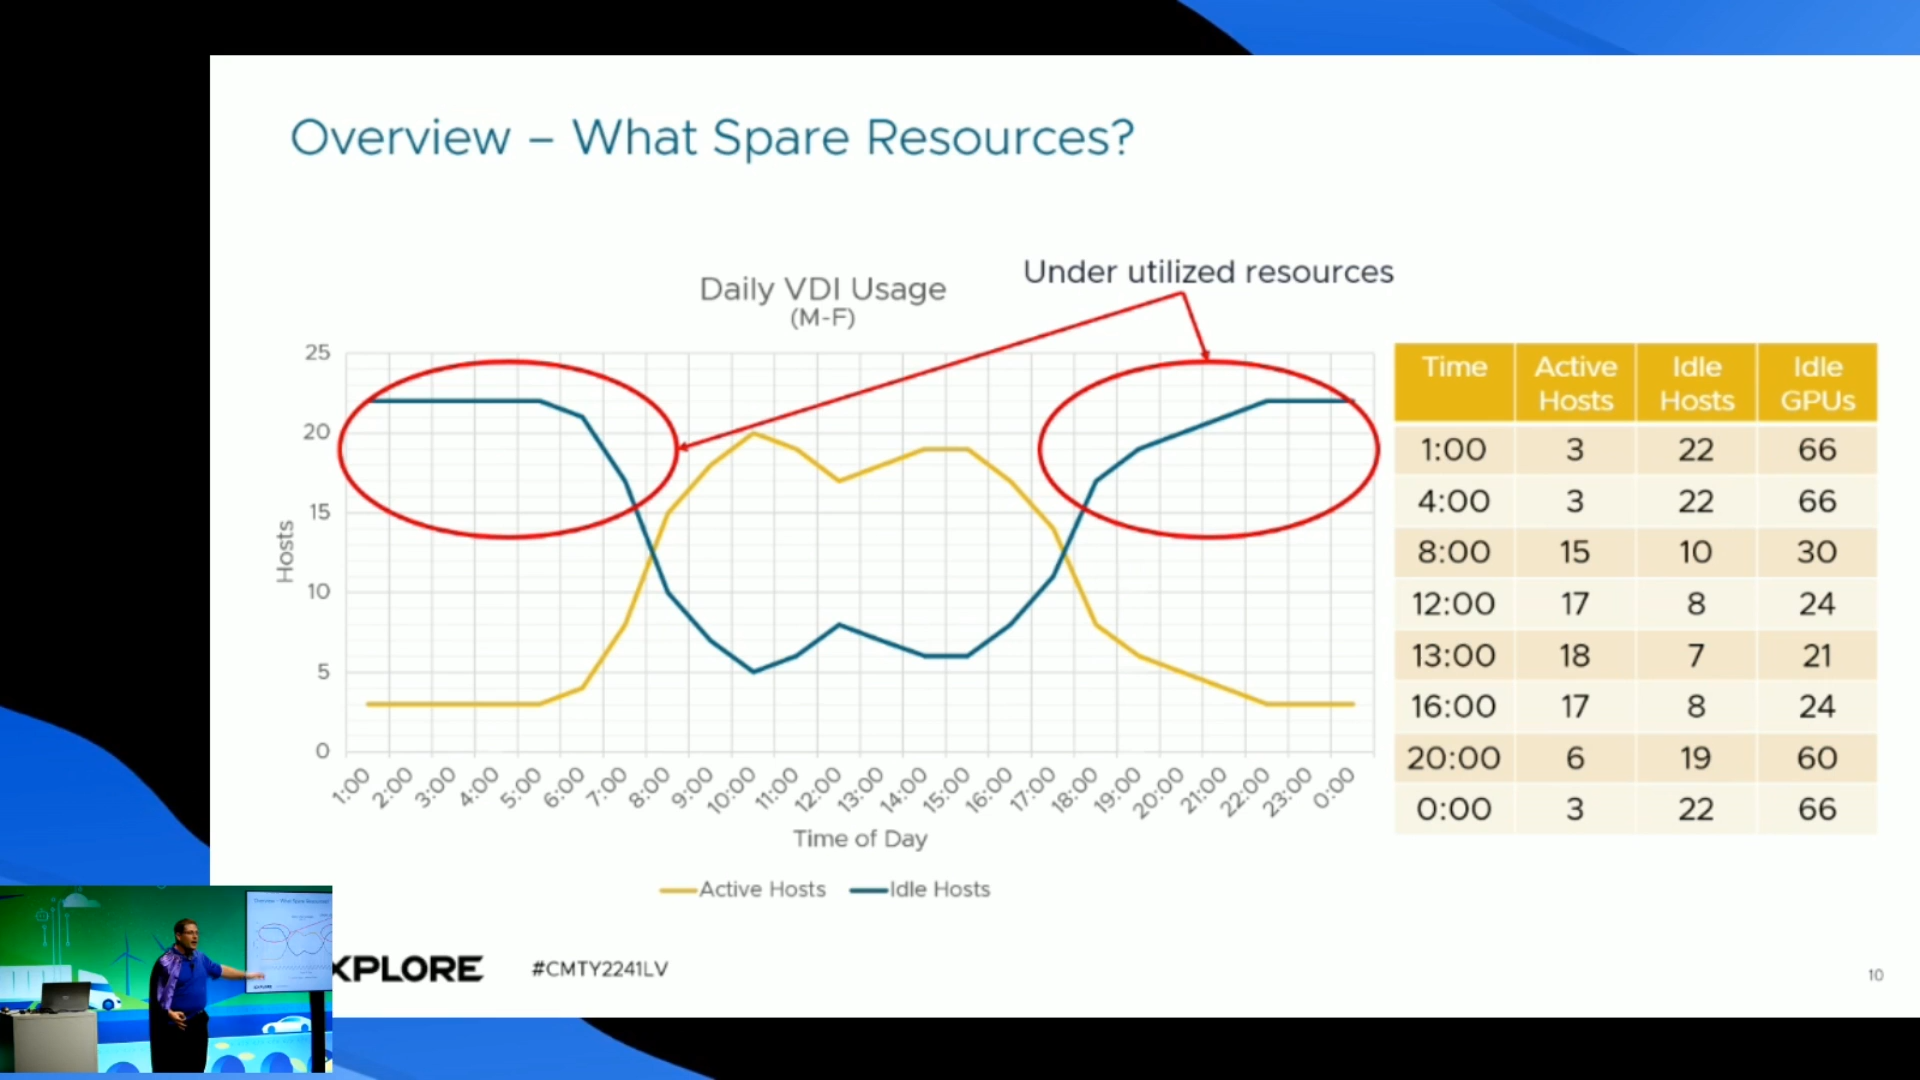 Overview – What Spare Resources?
Under utilized resources
Daily VDI Usage
(M-F)
25
20
15
10
5
0
Hosts
1:00 2:00 3:00 4:00 5:00 6:00 7:00 8:00 9:00 10:00 11:00 12:00 13:00 14:00 15:00 16:00 17:00 18:00 19:00 20:00 21:00 22:00 23:00 0:00
Time of Day
Active Hosts Idle Hosts
Time Active Hosts Idle Hosts Idle GPUs
1:00 3 22 66
4:00 3 22 66
8:00 15 10 30
12:00 17 8 24
13:00 18 7 21
16:00 17 8 24
20:00 6 19 60
0:00 3 22 66
XPLORE #CMTY2241LV
10